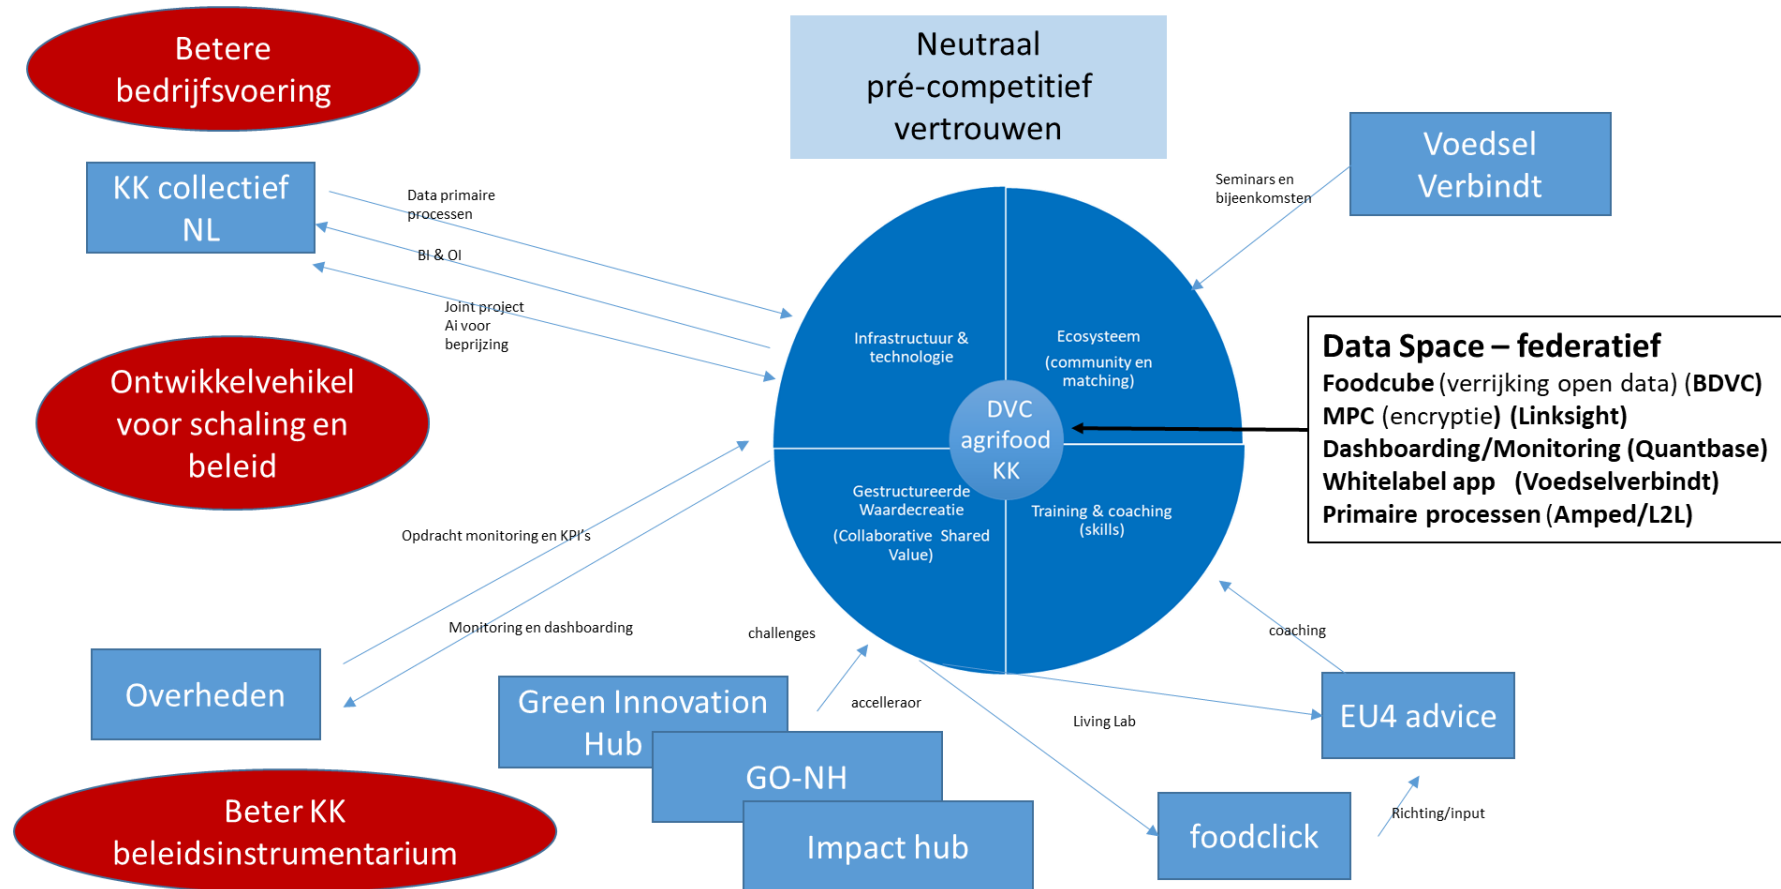 Betere
bedrijfsvoering
Neutraal
pré-competitief
vertrouwen
Voedsel
Verbindt
KK collectief
NL
Data primaire
processen
Seminars en
bijeenkomsten
BI & OI
Joint project
Ai voor
beprijzing
Infrastructuur &
technologie
Ecosysteem
(community en
matching)
Data Space – federatief
Foodcube (verrijking open data) (BDVC)
MPC (encryptie) (Linksight)
Dashboarding/Monitoring (Quantbase)
Whitelabel app (Voedselverbindt)
Primaire processen (Amped/L2L)
Ontwikkelvehikel
voor schaling en
beleid
DVC
agrifood
KK
Gestructureerde
Waardecreatie
(Collaborative Shared
Value)
Training & coaching
(skills)
Opdracht monitoring en KPI's
Monitoring en dashboarding
challenges
coaching
Overheden
Green Innovation
Hub
accelleraor
Living Lab
EU4 advice
GO-NH
Impact hub
foodclick
Richting/input
Beter KK
beleidsinstrumentarium